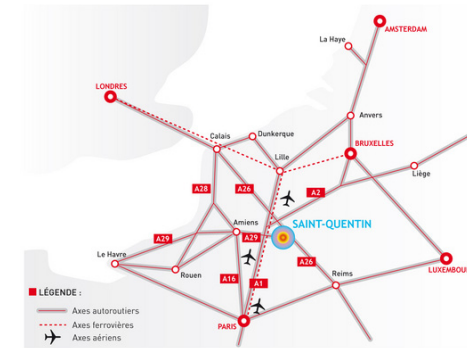 AMSTERDAM
La Haye
LONDRES
Anvers
Dunkerque
Calais
BRUXELLES
Lille
Liège
A28
A26
A2
SAINT-QUENTIN
Amiens
A29
A29
Le Havre
A26
LUXEMBOU
Rouen
A16
A1
Reims
LÉGENDE :
Axes autoroutiers
Axes ferrovières
Axes aériens
PARIS